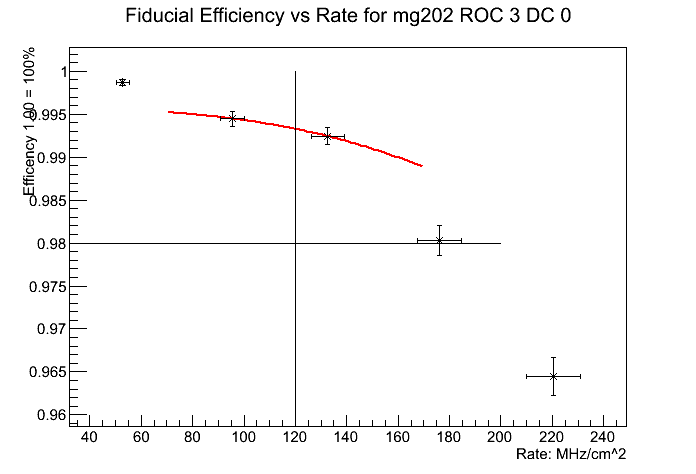 Fiducial Efficiency vs Rate for mg202 ROC 3 DC 0
Efficency 1.00 = 100%
1
0.995
0.99
0.985
0.98
0.975
0.97
0.965
0.96
40 60 80 100 120 140 160 180 200 220 240
Rate: MHz/cm^2